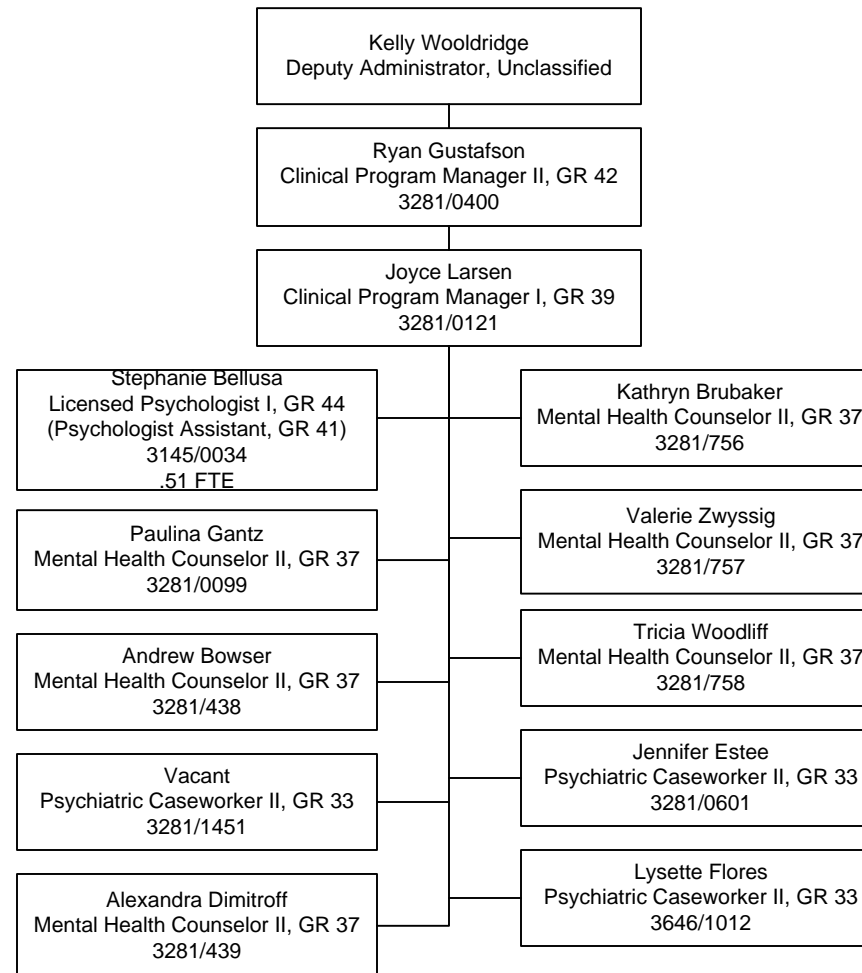 Kelly Wooldridge
Deputy Administrator, Unclassified
Ryan Gustafson
Clinical Program Manager II, GR 42
3281/0400
Joyce Larsen
Clinical Program Manager I, GR 39
3281/0121
Stephanie Bellusa
Licensed Psychologist I, GR 44
(Psychologist Assistant, GR 41)
3145/0034
.51 FTE
Kathryn Brubaker
Mental Health Counselor II, GR 37
3281/756
Paulina Gantz
Mental Health Counselor II, GR 37
3281/0099
Valerie Zwyssig
Mental Health Counselor II, GR 37
3281/757
Andrew Bowser
Mental Health Counselor II, GR 37
3281/438
Tricia Woodliff
Mental Health Counselor II, GR 37
3281/758
Vacant
Psychiatric Caseworker II, GR 33
3281/1451
Jennifer Estee
Psychiatric Caseworker II, GR 33
3281/0601
Alexandra Dimitroff
Mental Health Counselor II, GR 37
3281/439
Lysette Flores
Psychiatric Caseworker II, GR 33
3646/1012